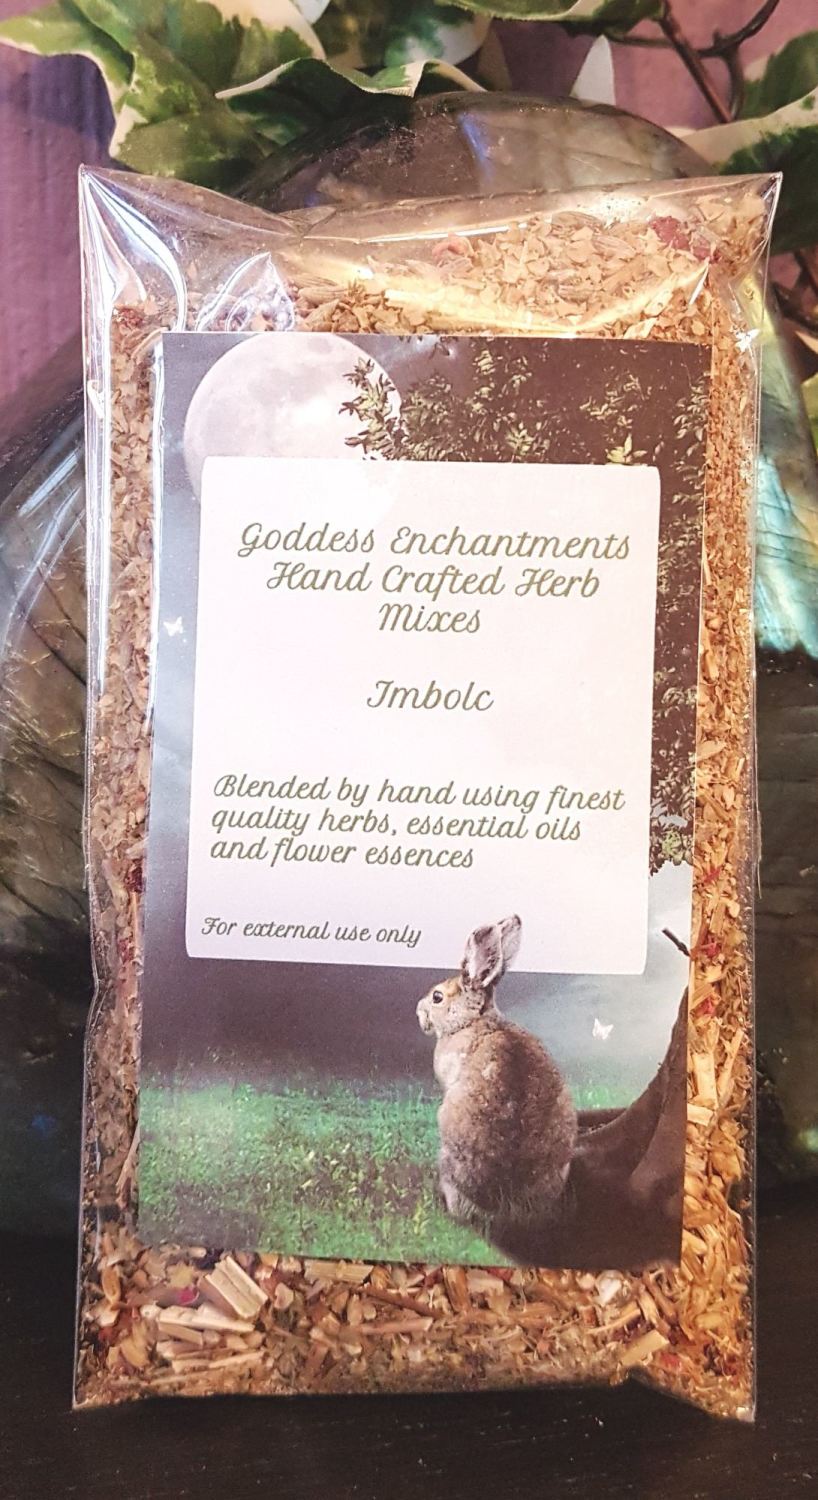 Goddess Enchantments
Hand Crafted Herb
Mixes
Imbolc
Blended by hand using finest
quality herbs, essential oils
and flower essences
For external use only